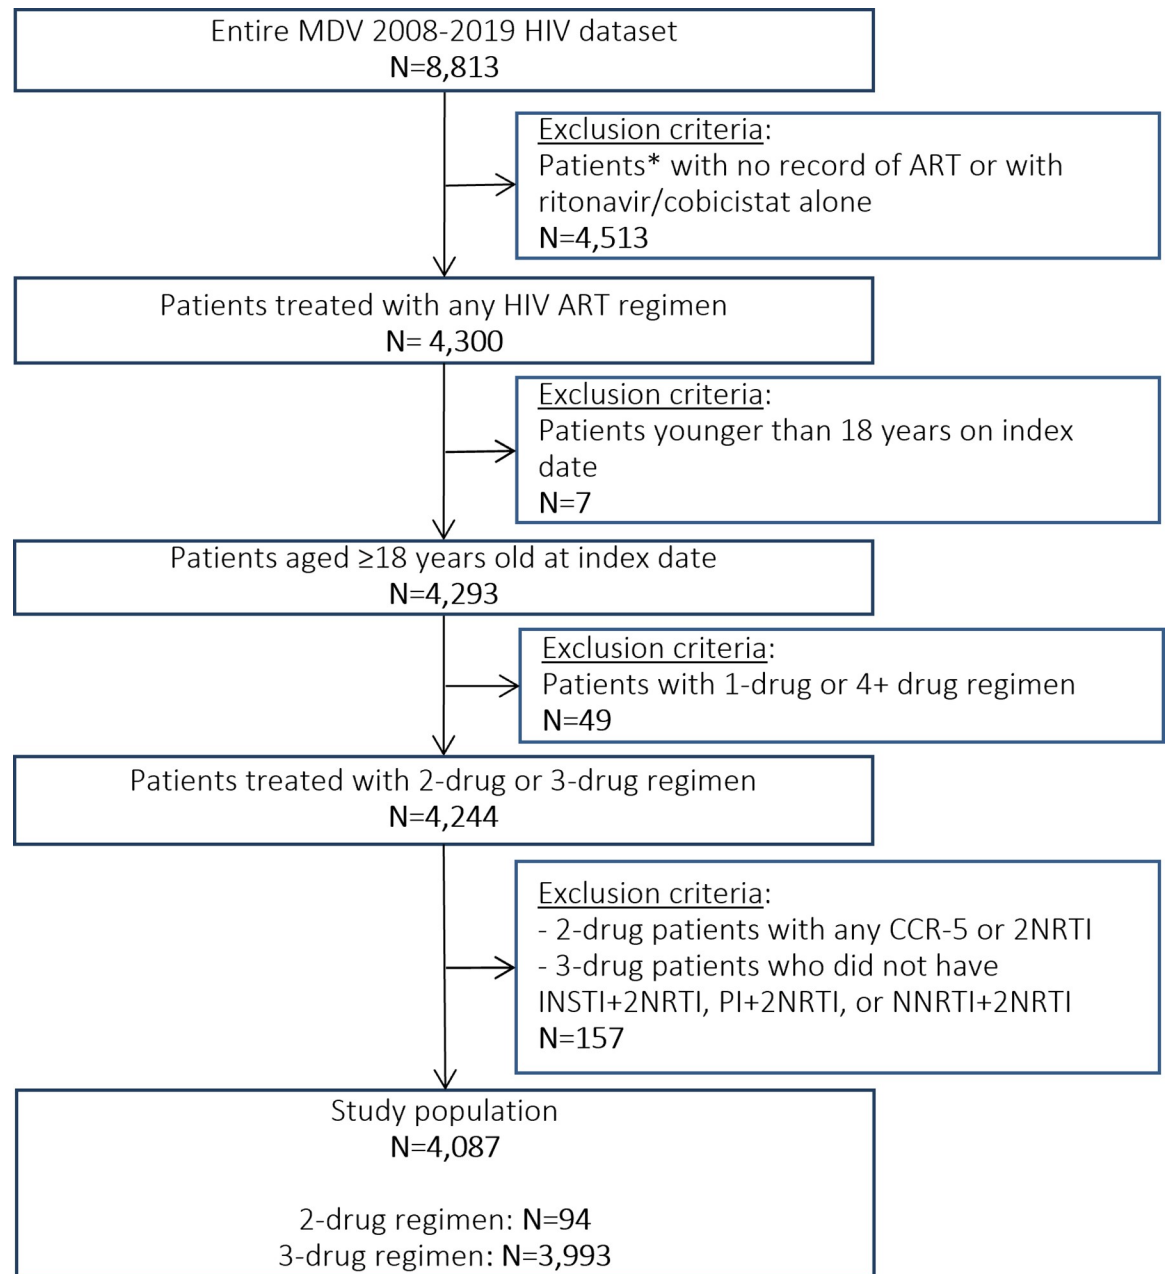 Entire MDV 2008-2019 HIV dataset
N=8,813
Exclusion criteria:
Patients* with no record of ART or with
ritonavir/cobicistat alone
N=4,513
Patients treated with any HIV ART regimen
N= 4,300
Exclusion criteria:
Patients younger than 18 years on index
date
N=7
Patients aged ≥18 years old at index date
N=4,293
Exclusion criteria:
Patients with 1-drug or 4+ drug regimen
N=49
Patients treated with 2-drug or 3-drug regimen
N=4,244
Exclusion criteria:
- 2-drug patients with any CCR-5 or 2NRTI
- 3-drug patients who did not have
INSTI+2NRTI, PI+2NRTI, or NNRTI+2NRTI
N=157
Study population
N=4,087
2-drug regimen: N=94
3-drug regimen: N=3,993